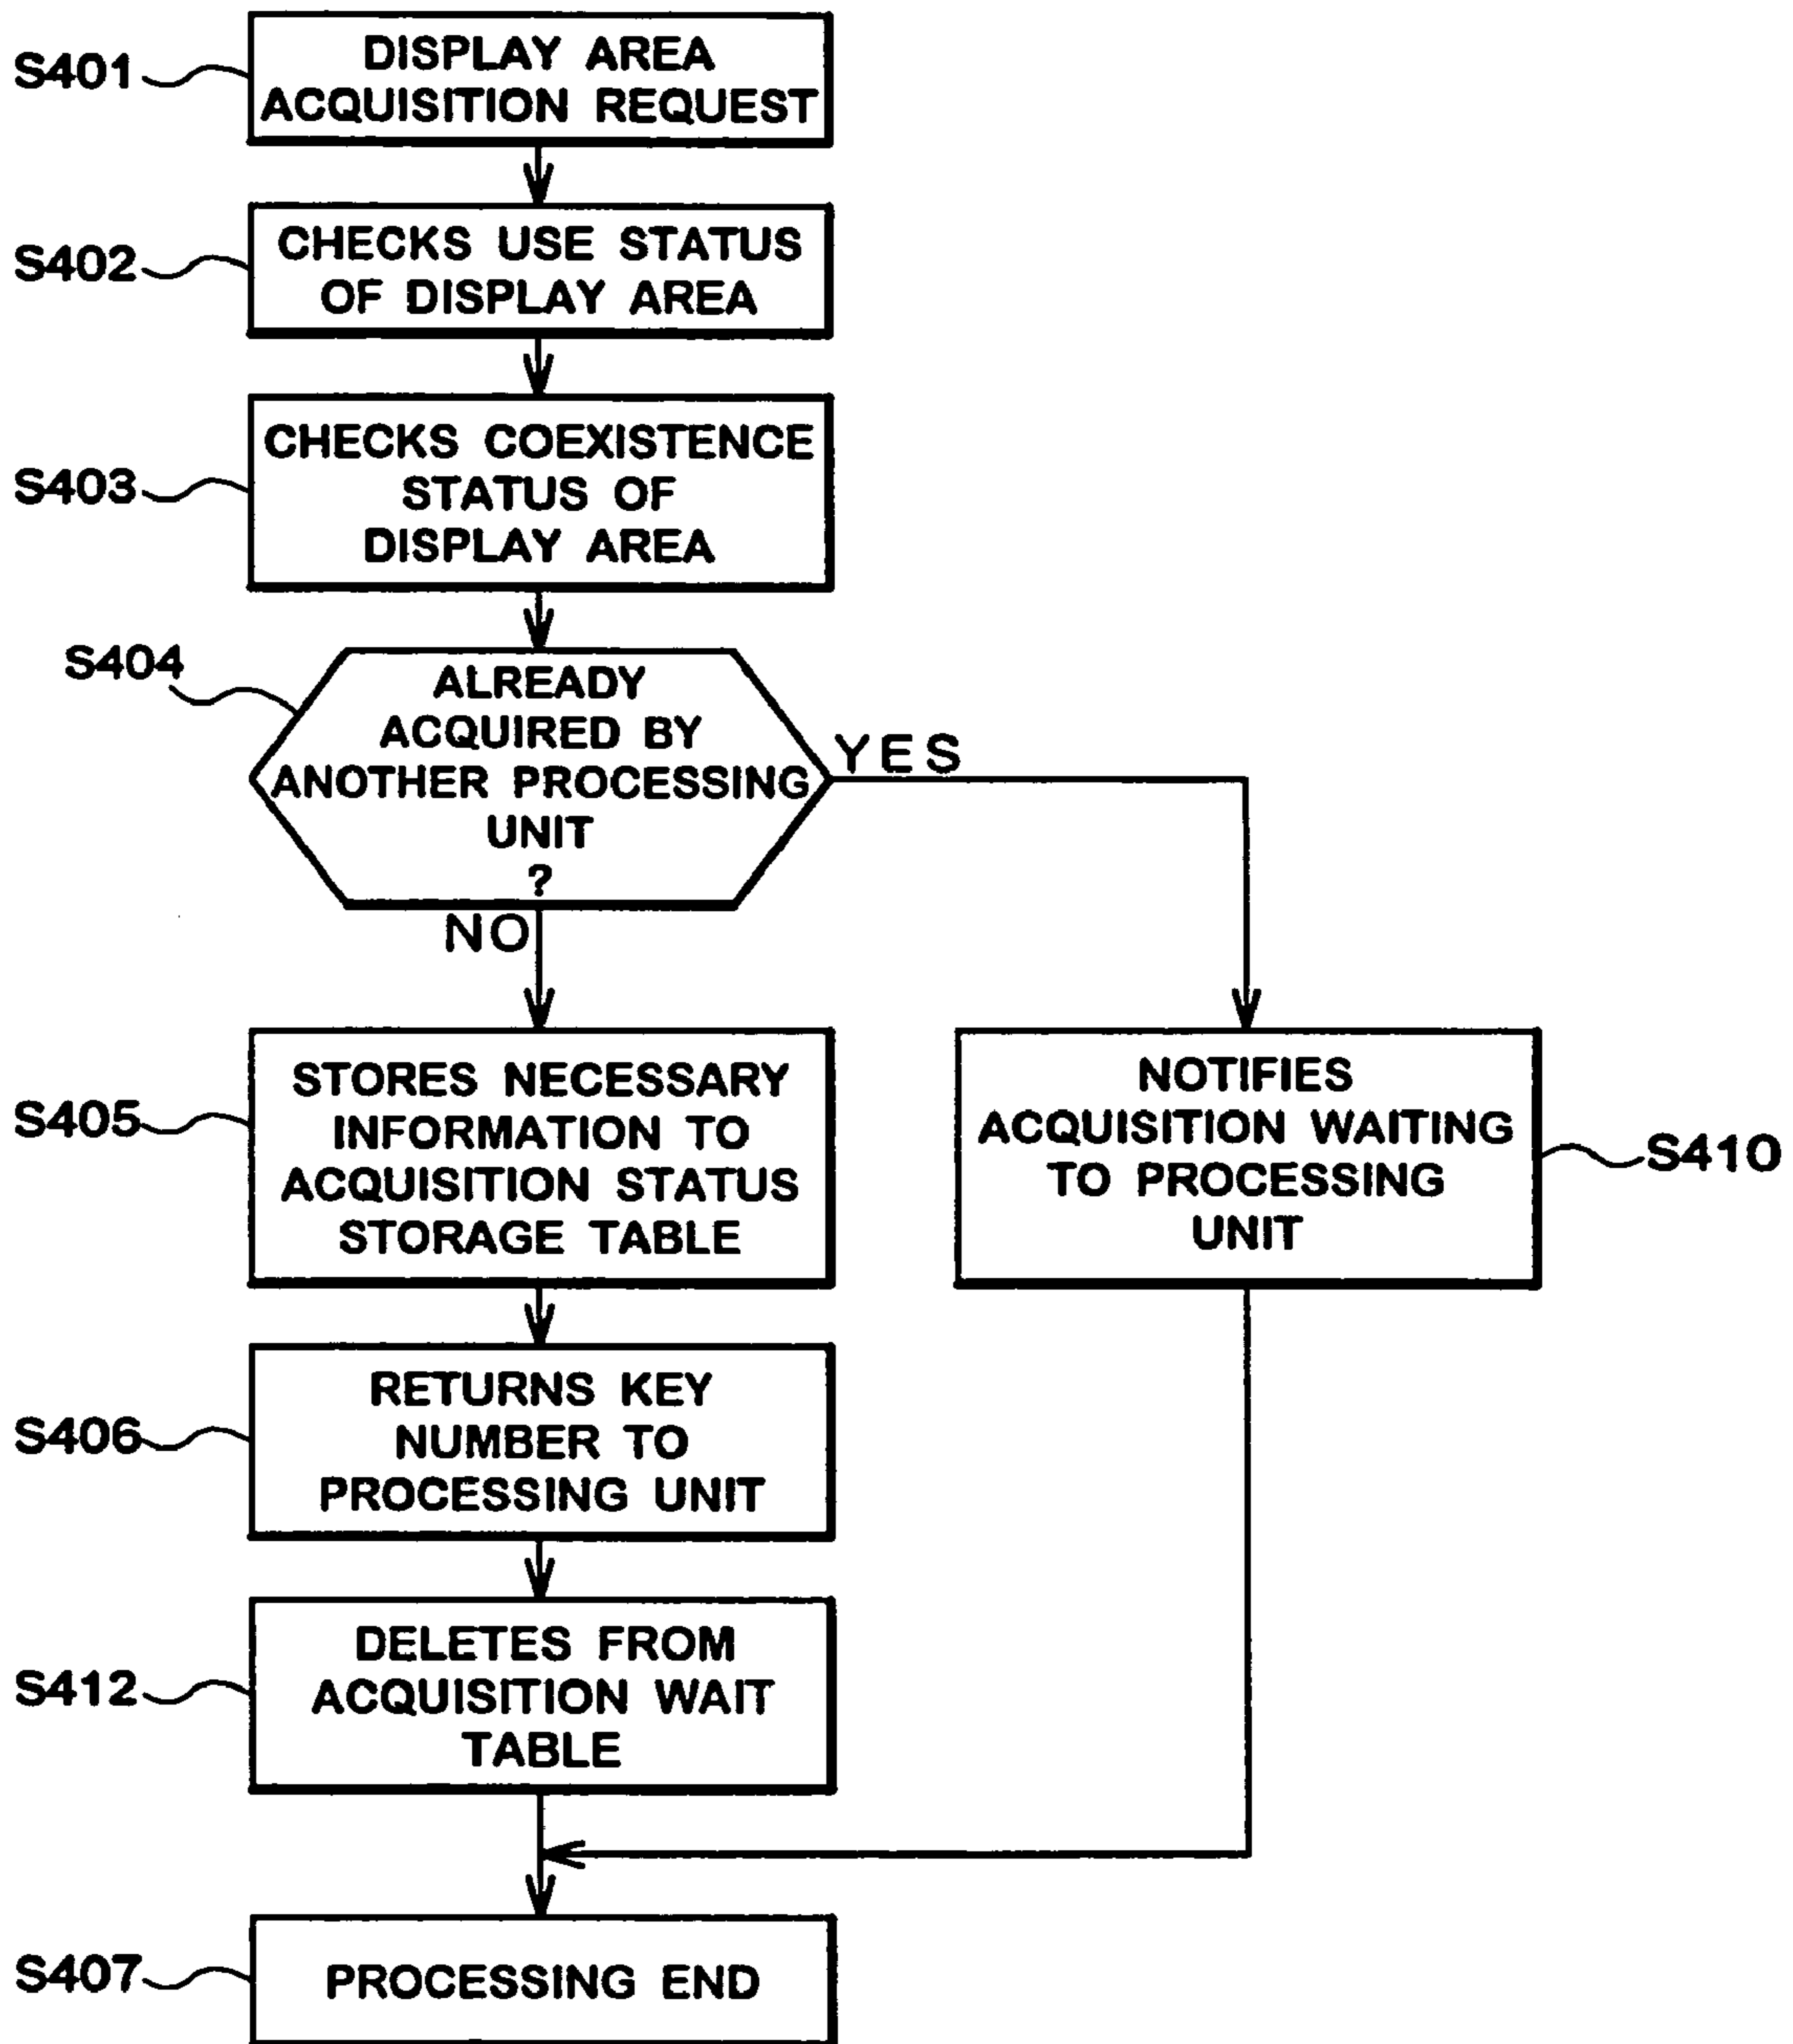 S401
DISPLAY AREA
ACQUISITION REQUEST
S402
CHECKS USE STATUS
OF DISPLAY AREA
S403
CHECKS COEXISTENCE
STATUS OF
DISPLAY AREA
S404
ALREADY
ACQUIRED BY
ANOTHER PROCESSING
UNIT
?
YES
NO
S405
STORES NECESSARY
INFORMATION TO
ACQUISITION STATUS
STORAGE TABLE
NOTIFIES
ACQUISITION WAITING
TO PROCESSING
UNIT
S410
S406
RETURNS KEY
NUMBER TO
PROCESSING UNIT
S412
DELETES FROM
ACQUISITION WAIT
TABLE
S407
PROCESSING END